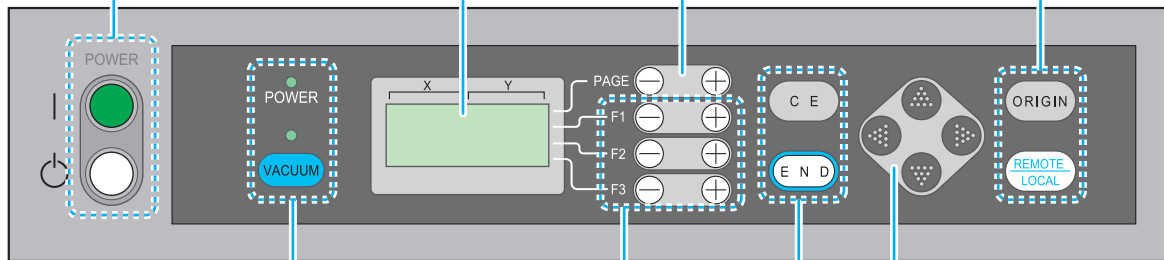 POWER
POWER
VACUUM
X Y
PAGE
F1
F2
F3
C E
E N D
ORIGIN
REMOTE
LOCAL